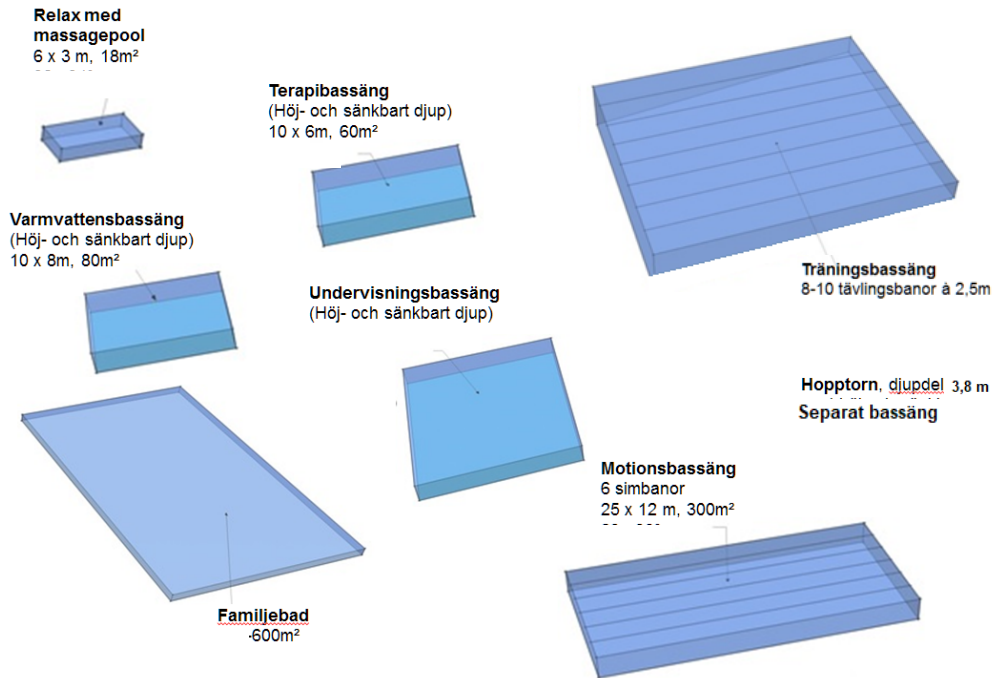 Relax med
massagepool
6 x 3 m, 18m²
Terapibassäng
(Höj- och sänkbart djup)
10 x 6m, 60m²
Varmvattensbassäng
(Höj- och sänkbart djup)
10 x 8m, 80m²
Undervisningsbassäng
(Höj- och sänkbart djup)
Träningsbassäng
8-10 tävlingsbanor à 2,5m
Hopptorn, djupdel 3,8 m
Separat bassäng
Motionsbassäng
6 simbanor
25 x 12 m, 300m²
Familjebad
-600m²